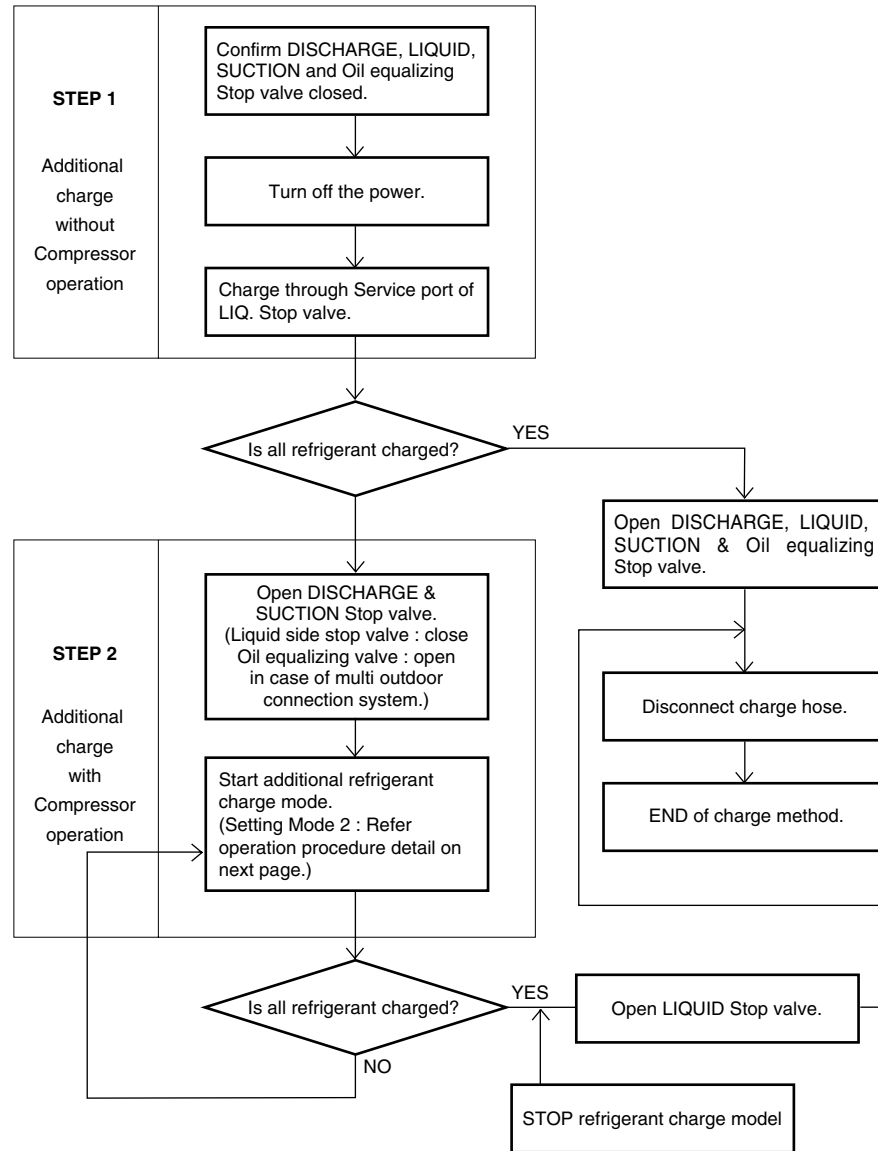 STEP 1
Additional
charge
without
Compressor
operation
Confirm DISCHARGE, LIQUID,
SUCTION and Oil equalizing
Stop valve closed.
Turn off the power.
Charge through Service port of
LIQ. Stop valve.
Is all refrigerant charged?
YES
Open DISCHARGE, LIQUID,
SUCTION & Oil equalizing
Stop valve.
STEP 2
Additional
charge
with
Compressor
operation
Open DISCHARGE &
SUCTION Stop valve.
(Liquid side stop valve : close
Oil equalizing valve : open
in case of multi outdoor
connection system.)
Start additional refrigerant
charge mode.
(Setting Mode 2 : Refer
operation procedure detail on
next page.)
Disconnect charge hose.
END of charge method.
Is all refrigerant charged?
YES
NO
Open LIQUID Stop valve.
STOP refrigerant charge model